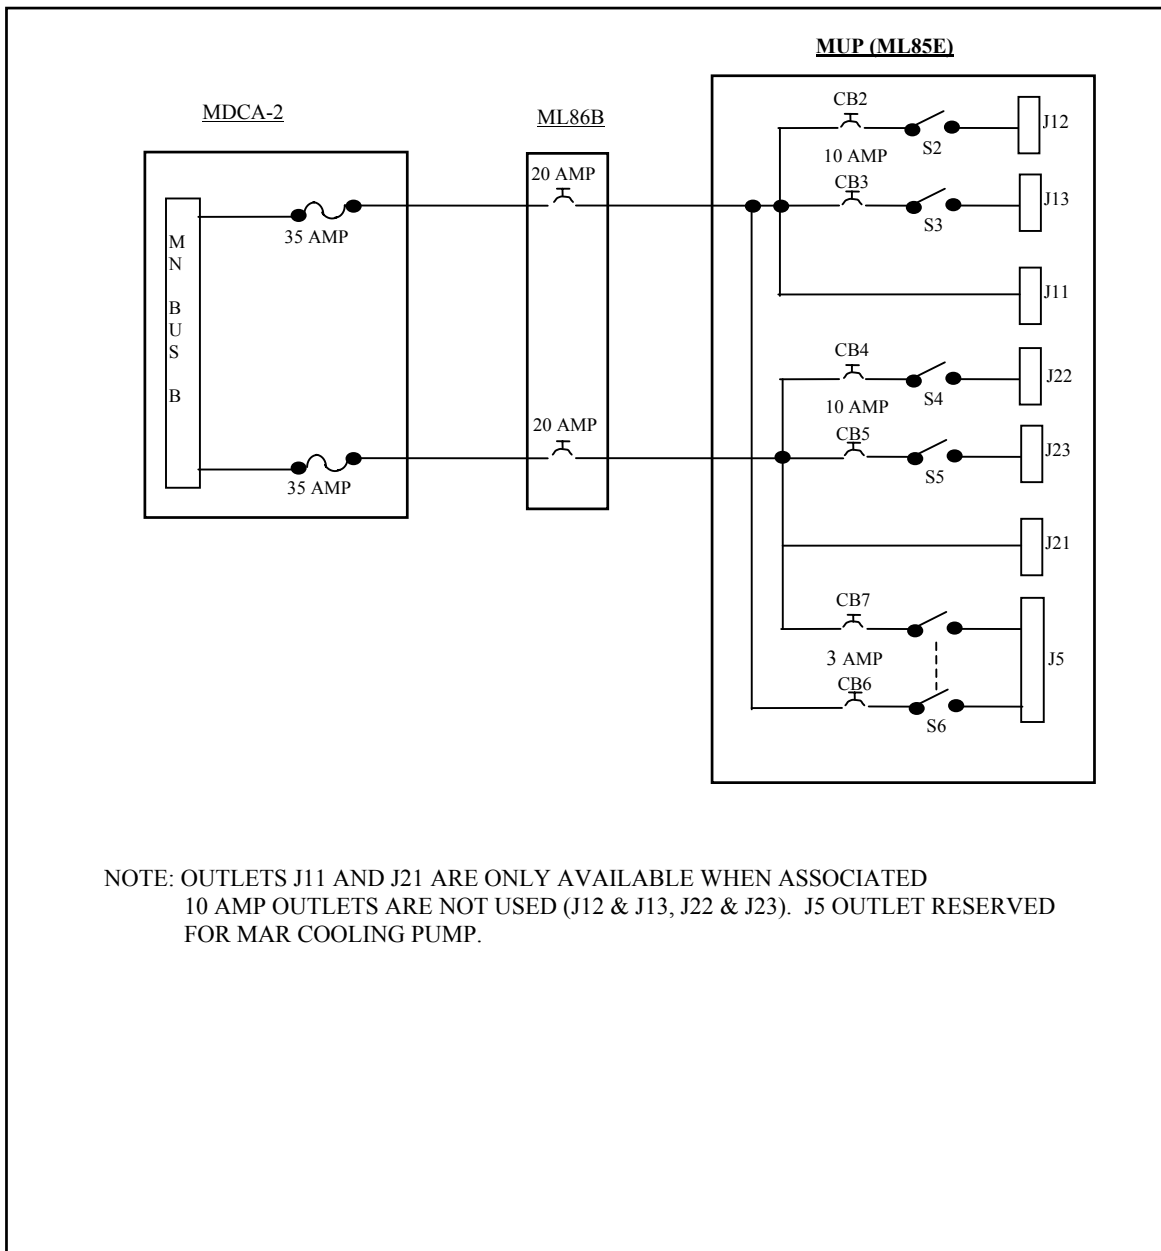 MUP (ML85E)
MDCA-2
ML86B
CB2
J12
S2
10 AMP
20 AMP
CB3
J13
S3
35 AMP
MN BUS B
J11
CB4
J22
S4
10 AMP
20 AMP
CB5
J23
S5
35 AMP
J21
CB7
3 AMP
J5
CB6
S6
NOTE: OUTLETS J11 AND J21 ARE ONLY AVAILABLE WHEN ASSOCIATED
10 AMP OUTLETS ARE NOT USED (J12 & J13, J22 & J23). J5 OUTLET RESERVED
FOR MAR COOLING PUMP.